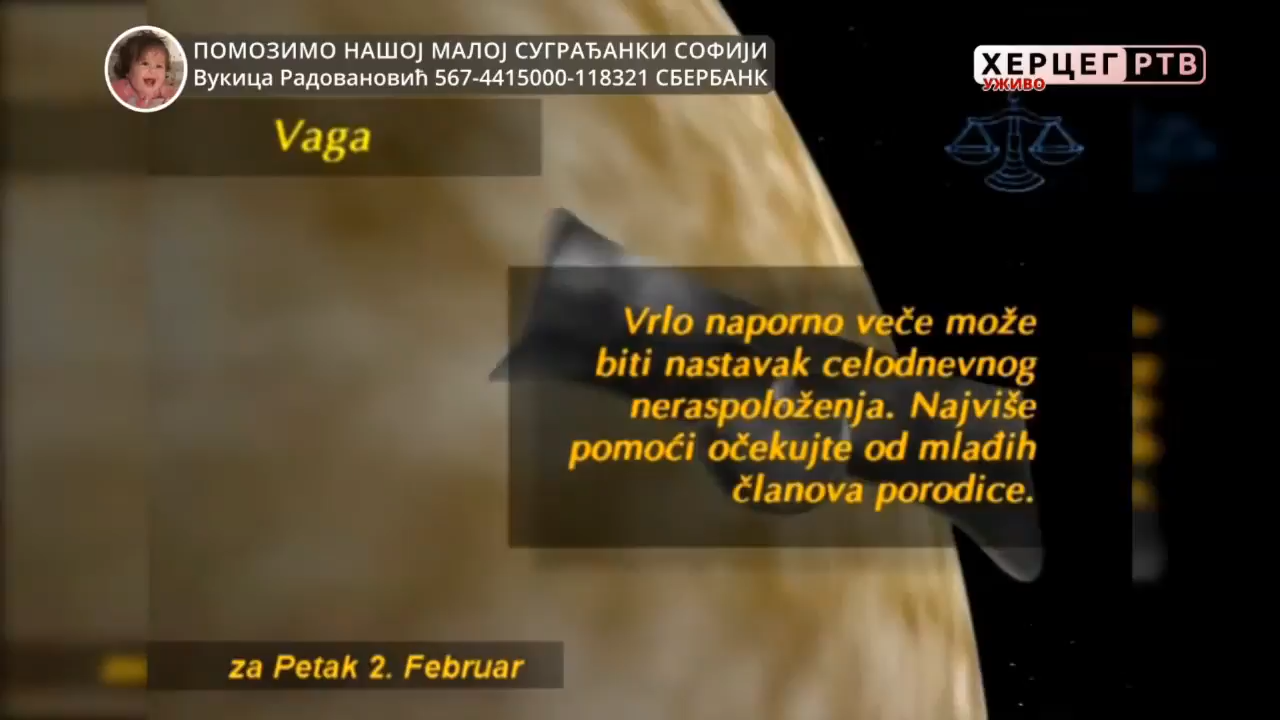 ПОМОЗИМО НАШОЈ МАЛОЈ СУГРАЂАНКИ СОФИЈИ
Вукица Радовановић 567-4415000-118321 СБЕРБАНК
ХЕРЦЕГ РТВ
УЖИВО
Vaga
Vrlo naporno veče može
biti nastavak celodnevnog
neraspoloženja. Najviše
pomoći očekujte od mlađih
članova porodice.
za Petak 2. Februar